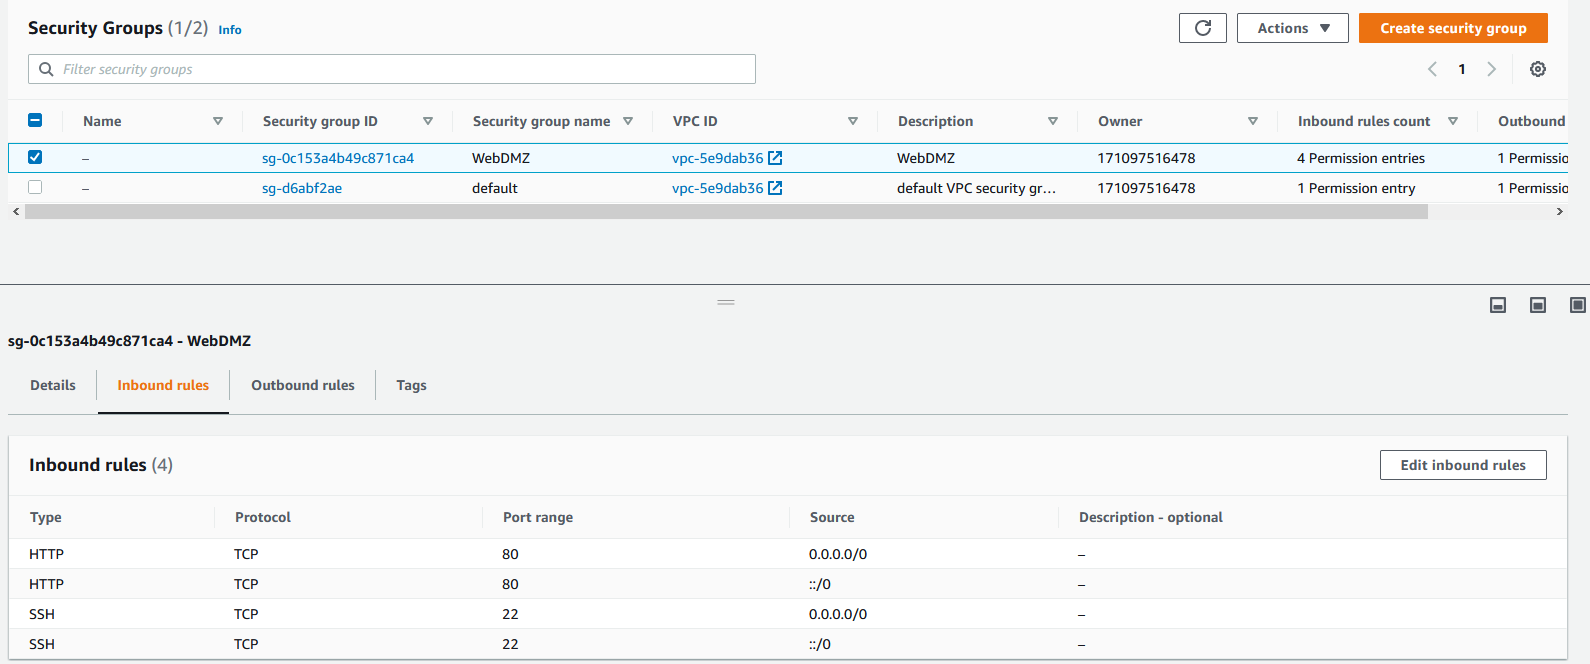 Security Groups (1/2) Info
Actions
Create security group
Filter security groups
1
Name Security group ID Security group name VPC ID Description Owner Inbound rules count Outbound
– sg-0c153a4b49c871ca4 WebDMZ vpc-5e9dab36 WebDMZ 171097516478 4 Permission entries 1 Permissio
– sg-d6abf2ae default vpc-5e9dab36 default VPC security gr... 171097516478 1 Permission entry 1 Permissio
sg-0c153a4b49c871ca4 - WebDMZ
Details Inbound rules Outbound rules Tags
Inbound rules (4)
Edit inbound rules
Type Protocol Port range Source Description - optional
HTTP TCP 80 0.0.0.0/0 –
HTTP TCP 80 ::/0 –
SSH TCP 22 0.0.0.0/0 –
SSH TCP 22 ::/0 –